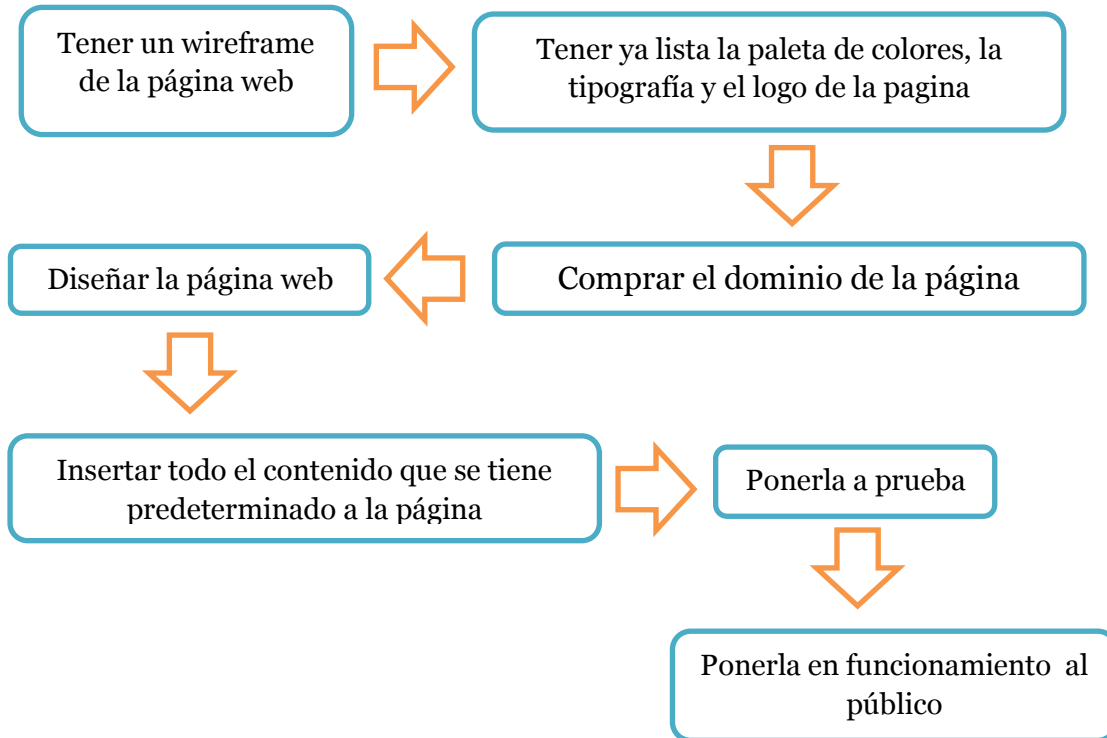 Tener un wireframe
de la página web
Tener ya lista la paleta de colores, la
tipografía y el logo de la pagina
Comprar el dominio de la página
Diseñar la página web
Insertar todo el contenido que se tiene
predeterminado a la página
Ponerla a prueba
Ponerla en funcionamiento al
público